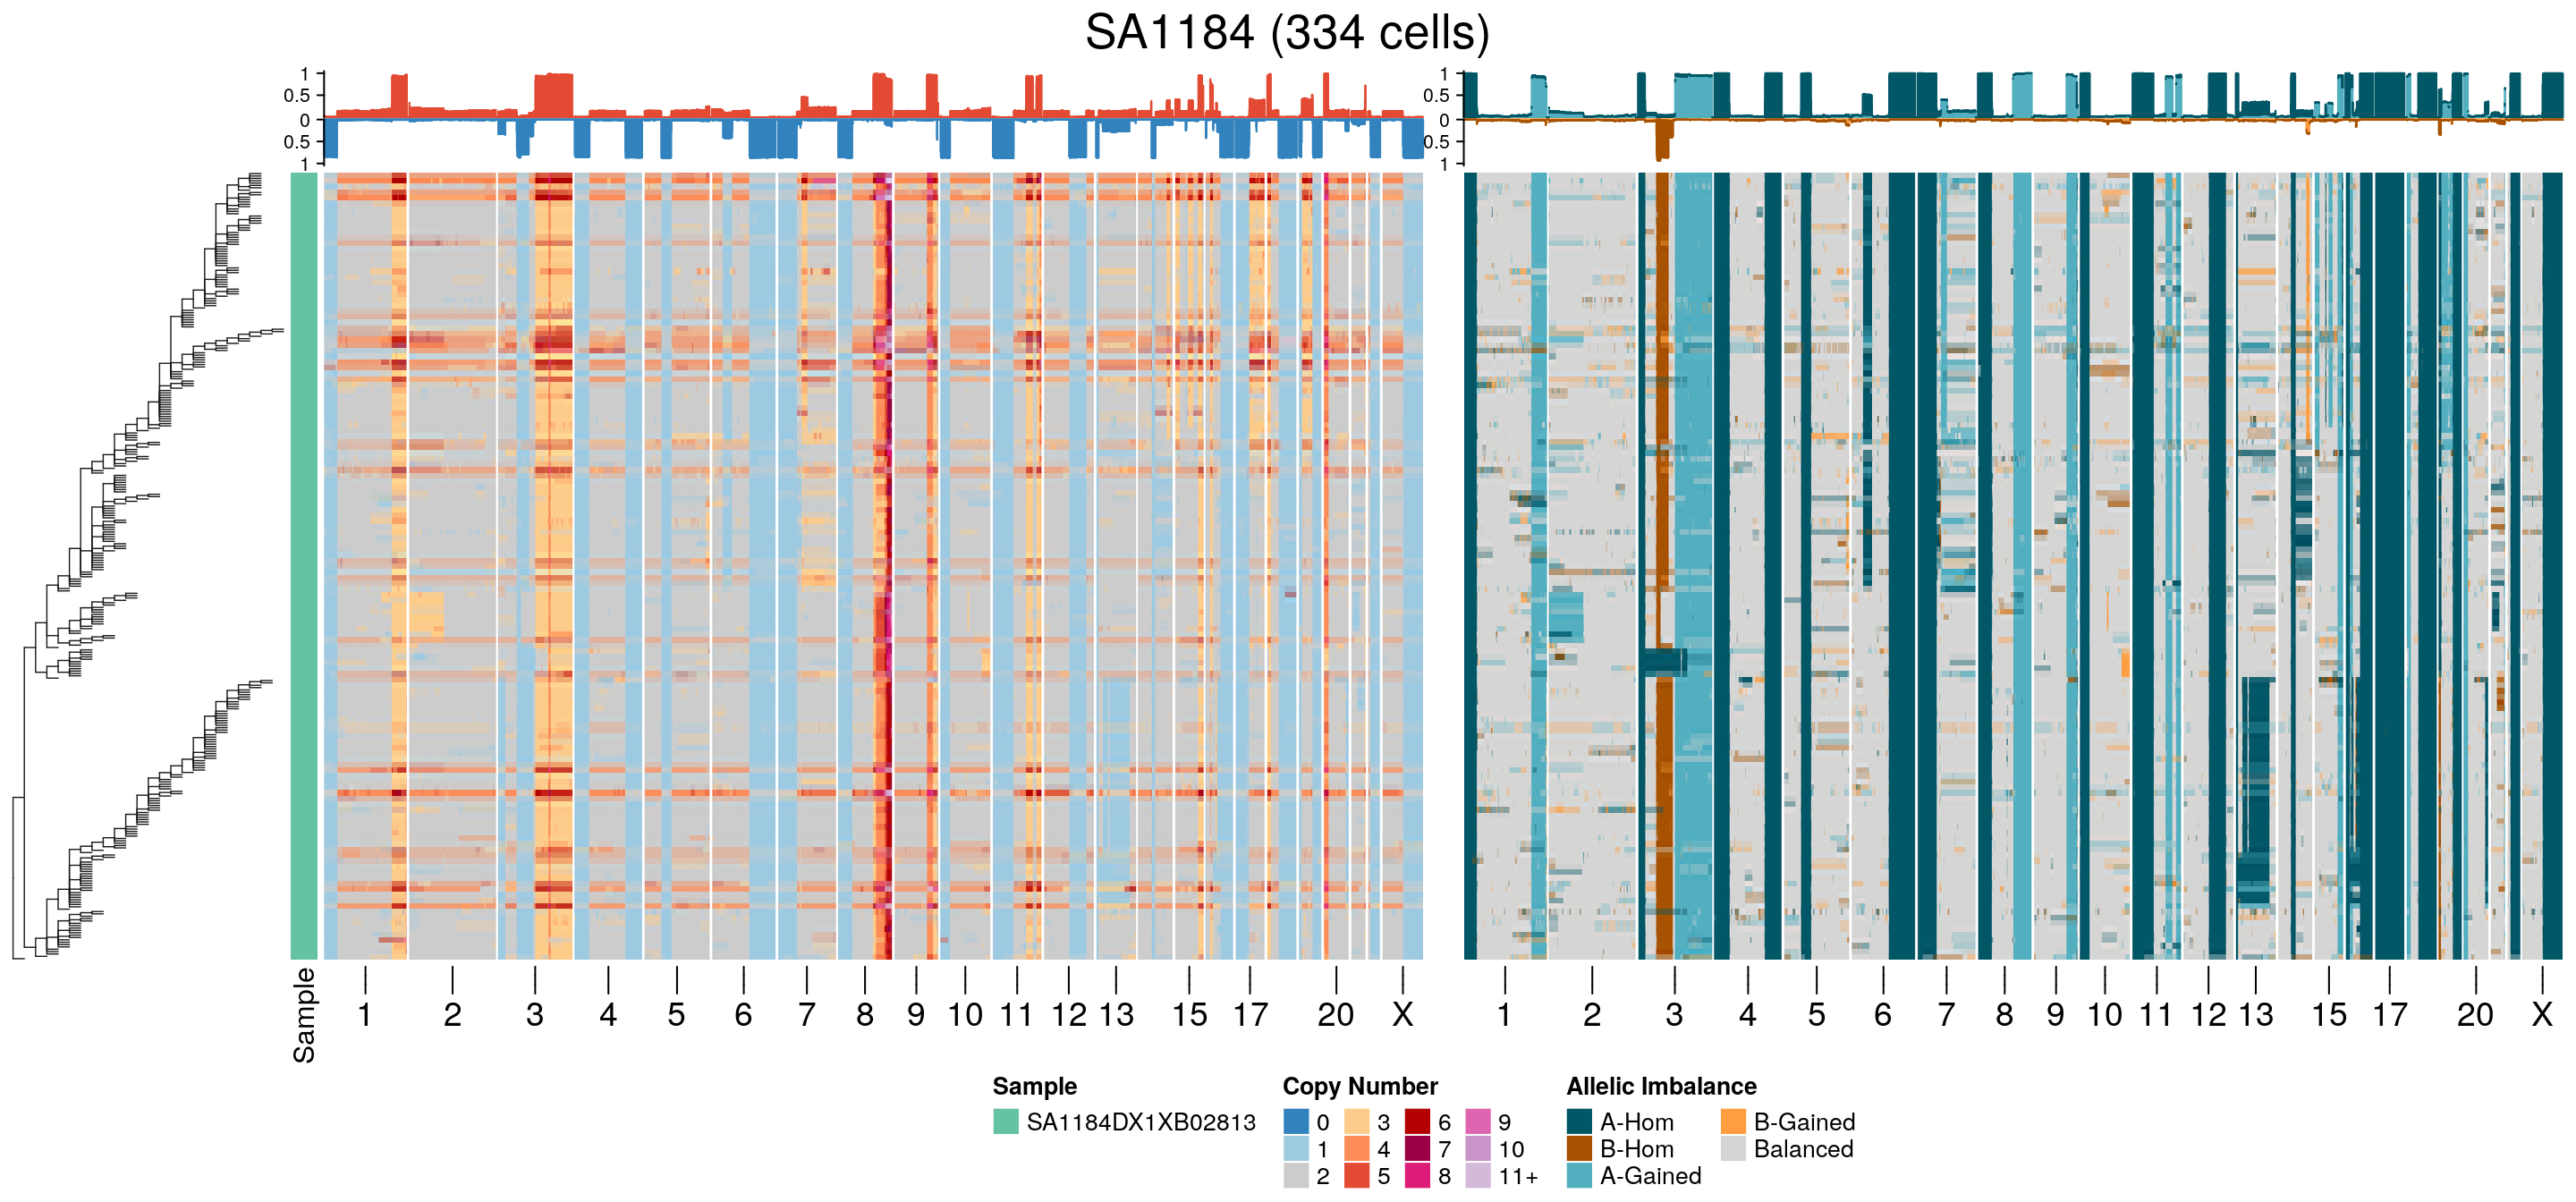 SA1184 (334 cells)
1
0.5
0
0.5
1
1
0.5
0
0.5
1
Sample
1 2 3 4 5 6 7 8 9 10 11 12 13 15 17 20 X
1 2 3 4 5 6 7 8 9 10 11 12 13 15 17 20 X
Sample
SA1184DX1XB02813
Copy Number
0 3 6 9
1 4 7 10
2 5 8 11+
Allelic Imbalance
A-Hom B-Gained
B-Hom Balanced
A-Gained